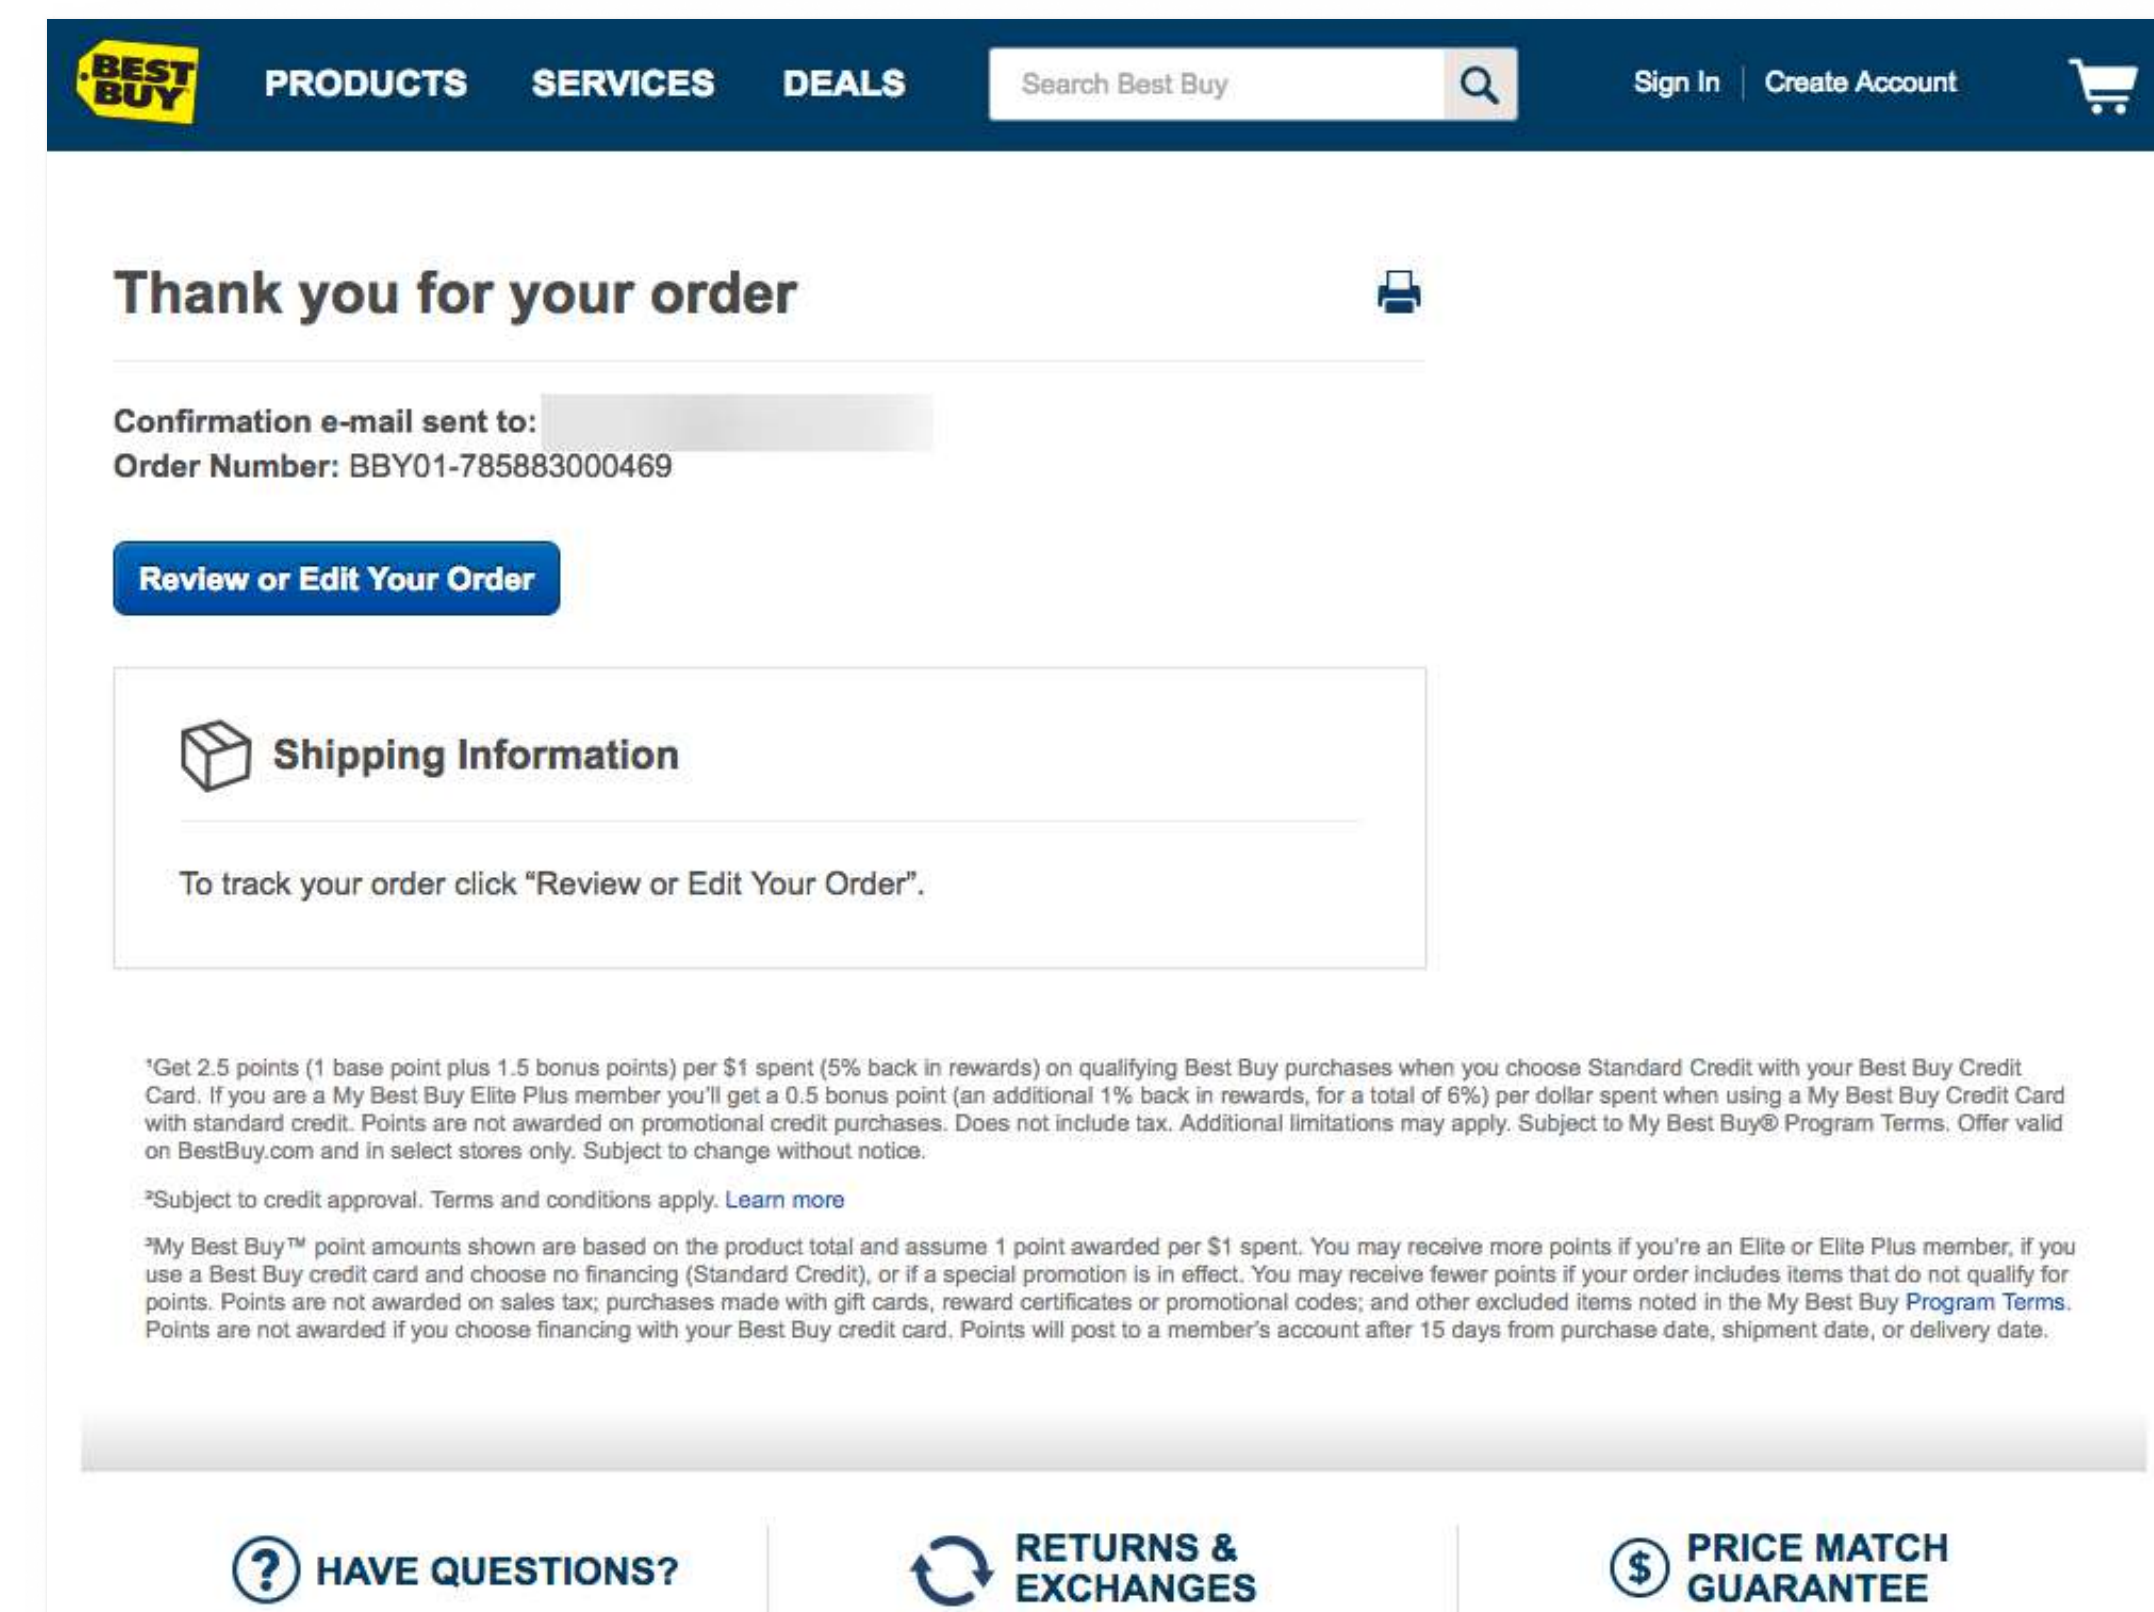 BEST BUY
PRODUCTS SERVICES DEALS Search Best Buy Sign In Create Account
Thank you for your order
Confirmation e-mail sent to:
Order Number: BBY01-785883000469
Review or Edit Your Order
Shipping Information
To track your order click “Review or Edit Your Order”.
¹Get 2.5 points (1 base point plus 1.5 bonus points) per $1 spent (5% back in rewards) on qualifying Best Buy purchases when you choose Standard Credit with your Best Buy Credit
Card. If you are a My Best Buy Elite Plus member you'll get a 0.5 bonus point (an additional 1% back in rewards, for a total of 6%) per dollar spent when using a My Best Buy Credit Card
with standard credit. Points are not awarded on promotional credit purchases. Does not include tax. Additional limitations may apply. Subject to My Best Buy® Program Terms. Offer valid
on BestBuy.com and in select stores only. Subject to change without notice.
²Subject to credit approval. Terms and conditions apply. Learn more
³My Best Buy™ point amounts shown are based on the product total and assume 1 point awarded per $1 spent. You may receive more points if you're an Elite or Elite Plus member, if you
use a Best Buy credit card and choose no financing (Standard Credit), or if a special promotion is in effect. You may receive fewer points if your order includes items that do not qualify for
points. Points are not awarded on sales tax; purchases made with gift cards, reward certificates or promotional codes; and other excluded items noted in the My Best Buy Program Terms.
Points are not awarded if you choose financing with your Best Buy credit card. Points will post to a member's account after 15 days from purchase date, shipment date, or delivery date.
HAVE QUESTIONS?
RETURNS &
EXCHANGES
PRICE MATCH
GUARANTEE